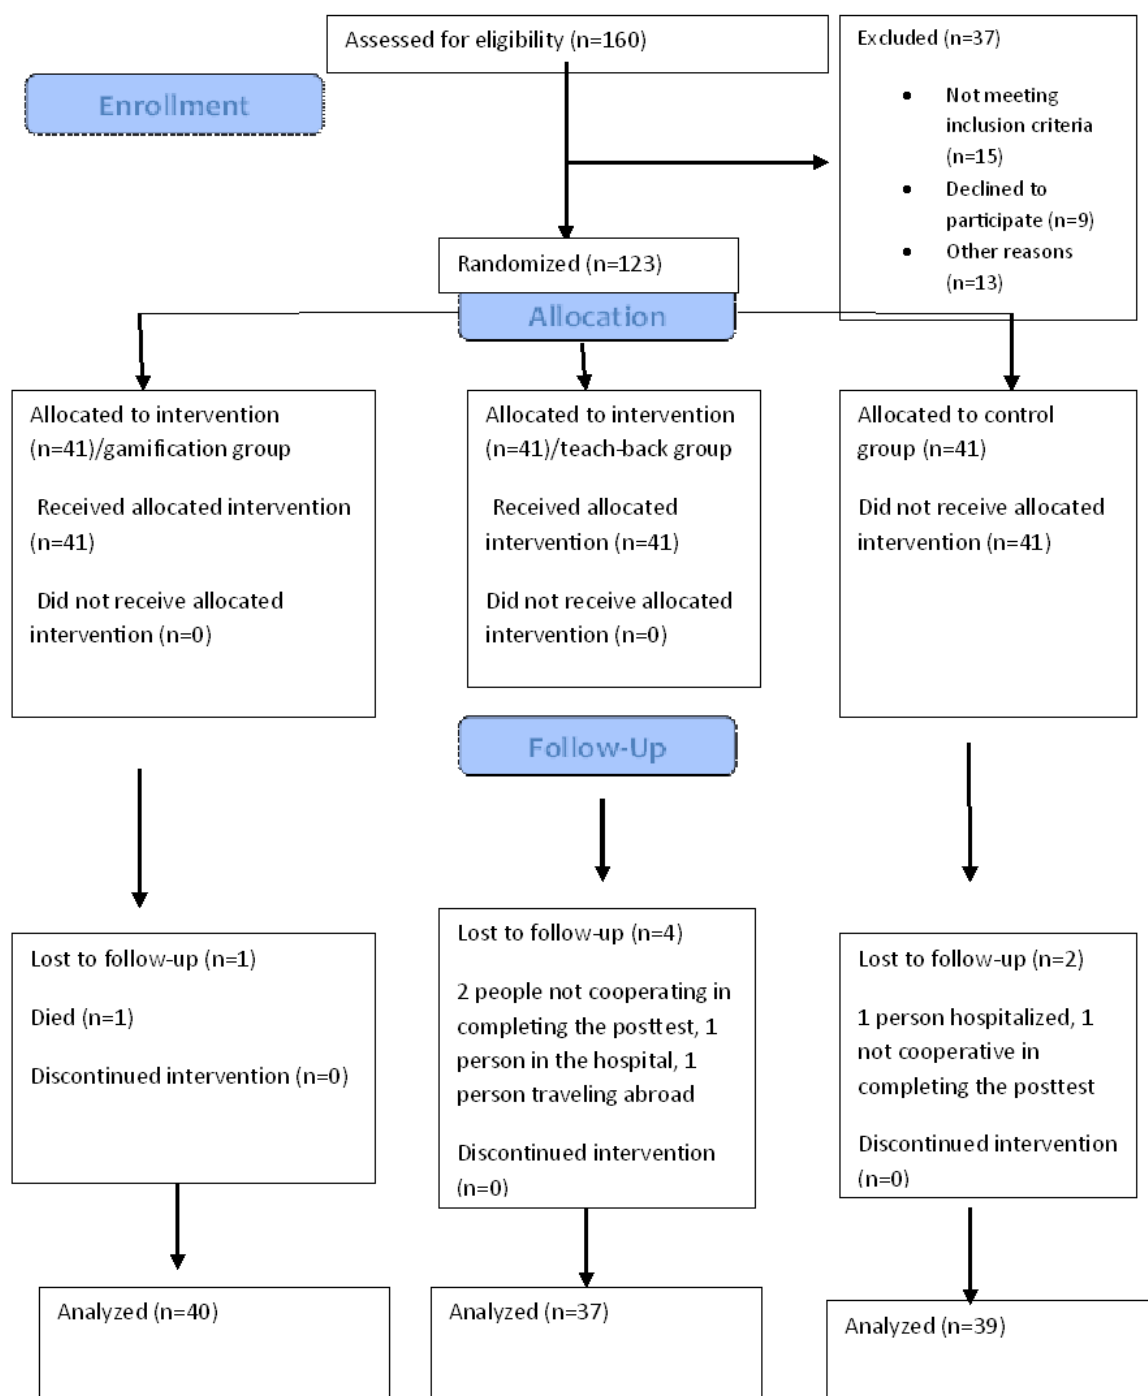 Assessed for eligibility (n=160)
Excluded (n=37)
• Not meeting
inclusion criteria
(n=15)
• Declined to
participate (n=9)
• Other reasons
(n=13)
Enrollment
Randomized (n=123)
Allocation
Allocated to intervention
(n=41)/gamification group
Received allocated intervention
(n=41)
Did not receive allocated
intervention (n=0)
Allocated to intervention
(n=41)/teach-back group
Received allocated
intervention (n=41)
Did not receive allocated
intervention (n=0)
Allocated to control
group (n=41)
Did not receive allocated
intervention (n=41)
Follow-Up
Lost to follow-up (n=1)
Died (n=1)
Discontinued intervention (n=0)
Lost to follow-up (n=4)
2 people not cooperating in
completing the posttest, 1
person in the hospital, 1
person traveling abroad
Discontinued intervention
(n=0)
Lost to follow-up (n=2)
1 person hospitalized, 1
not cooperative in
completing the posttest
Discontinued intervention
(n=0)
Analyzed (n=40)
Analyzed (n=37)
Analyzed (n=39)